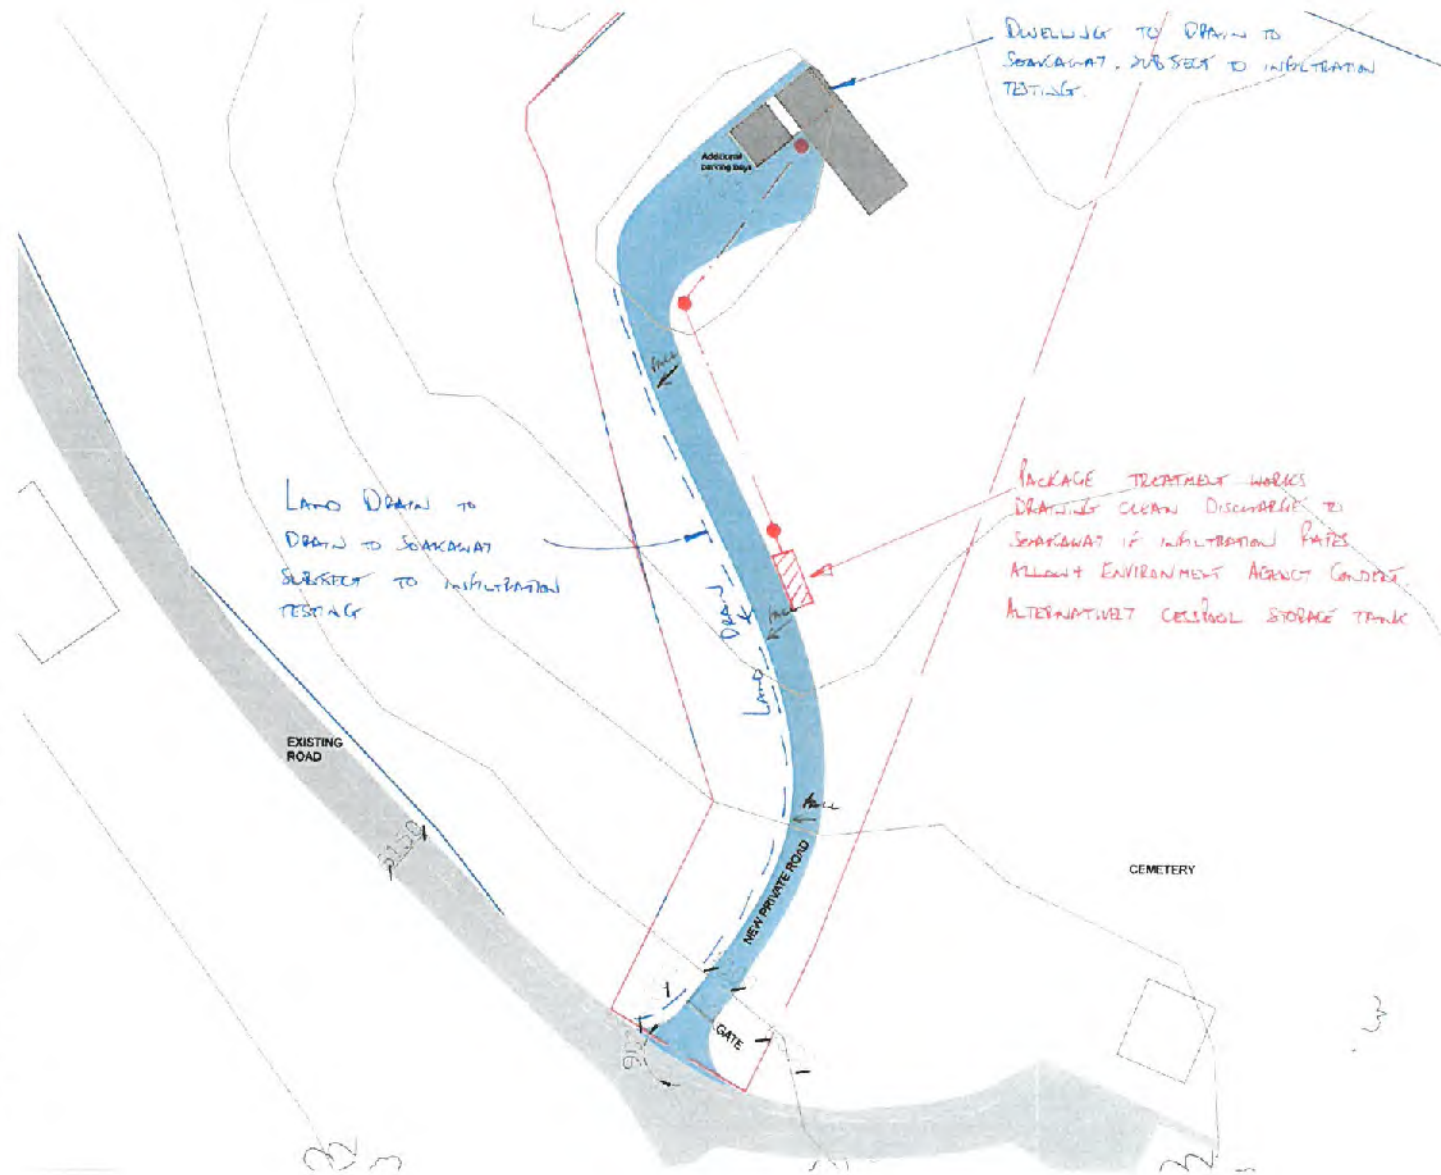 DWELLING TO DRAIN TO
SOAKAWAY. SUBJECT TO INFILTRATION
TESTING.
Additional
parking bays
FALL
LAND DRAIN TO
DRAIN TO SOAKAWAY
SUBJECT TO INFILTRATION
TESTING
PACKAGE TREATMENT WORKS
DRAINING CLEAN DISCHARGE TO
SOAKAWAY IF INFILTRATION RATES
ALLOW & ENVIRONMENT AGENCY CONSENT.
ALTERNATIVELY CESSPOOL STORAGE TANK
FALL
LAND DRAIN
EXISTING
ROAD
FALL
5150
NEW PRIVATE ROAD
CEMETERY
GATE